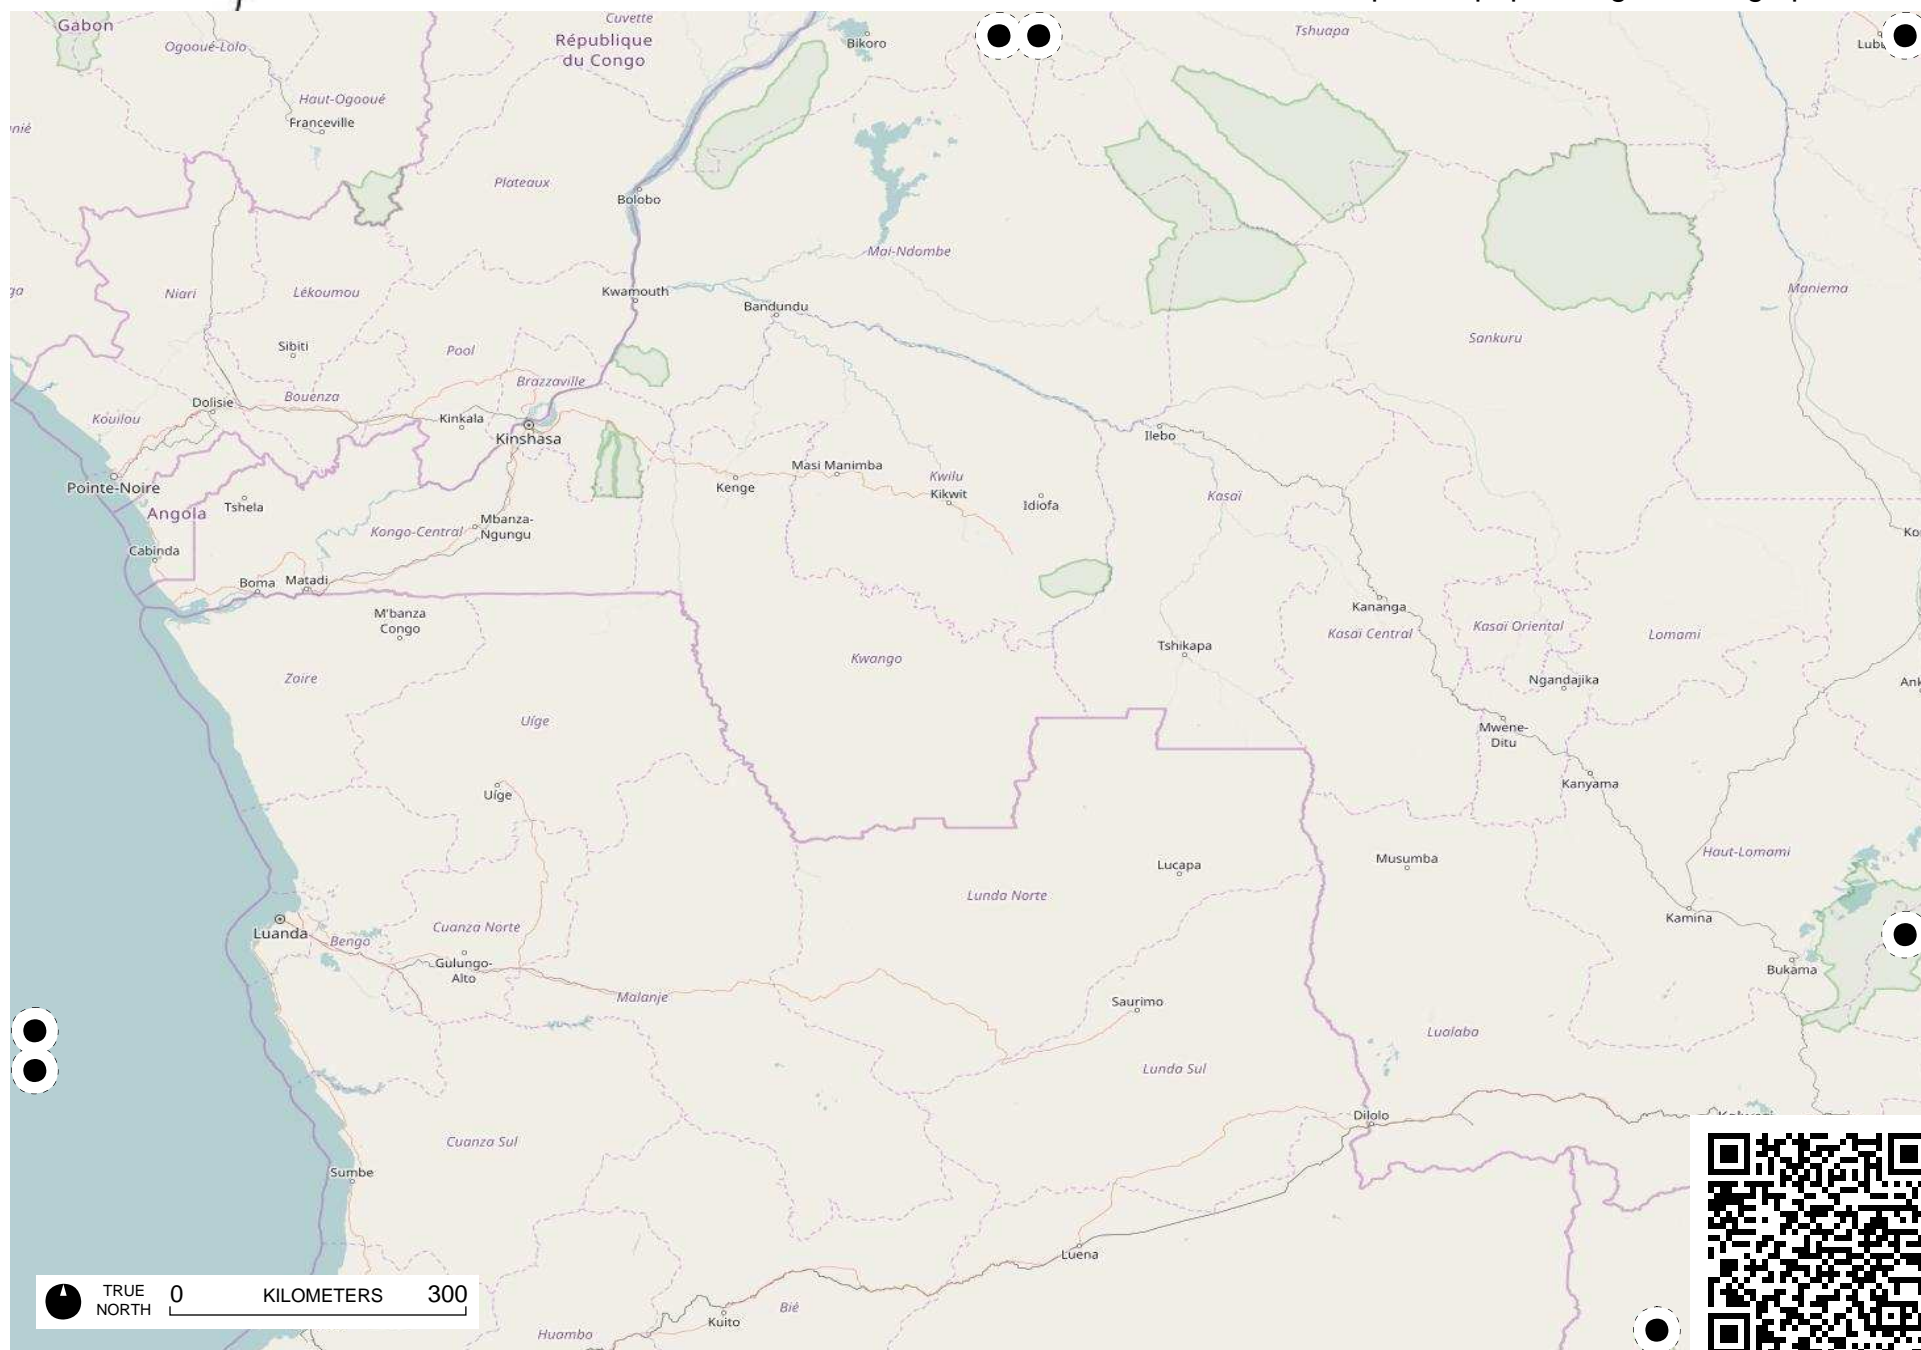 Gabon
Cuvette
Tshuapa
Ogooué-Lolo
République
du Congo
Bikoro
Haut-Ogooué
Franceville
Plateaux
Bolobo
Mai-Ndombe
Niari
Lékoumou
Kwamouth
Bandundu
Maniema
Sankuru
Sibiti
Pool
Brazzaville
Bouenza
Dolisie
Kouilou
Kinkala
Kinshasa
Ilebo
Masi Manimba
Kwilu
Kenge
Kikwit
Idiofa
Kasaï
Pointe-Noire
Tshela
Angola
Kongo-Central
Mbanza-
Ngungu
Cabinda
Boma
Matadi
M'banza
Congo
Kananga
Kasaï Central
Kasaï Oriental
Lomami
Zaire
Kwango
Tshikapa
Ngandajika
Uíge
Mwene-
Ditu
Kanyama
Uíge
Lucapa
Musumba
Haut-Lomami
Lunda Norte
Kamina
Luanda
Bengo
Cuanza Norte
Gulungo-
Alto
Bukama
Malanje
Saurimo
Lualaba
Lunda Sul
Dilolo
Cuanza Sul
Sumbe
Luena
TRUE
NORTH
0 KILOMETERS 300
Bié
Kuito
Huambo